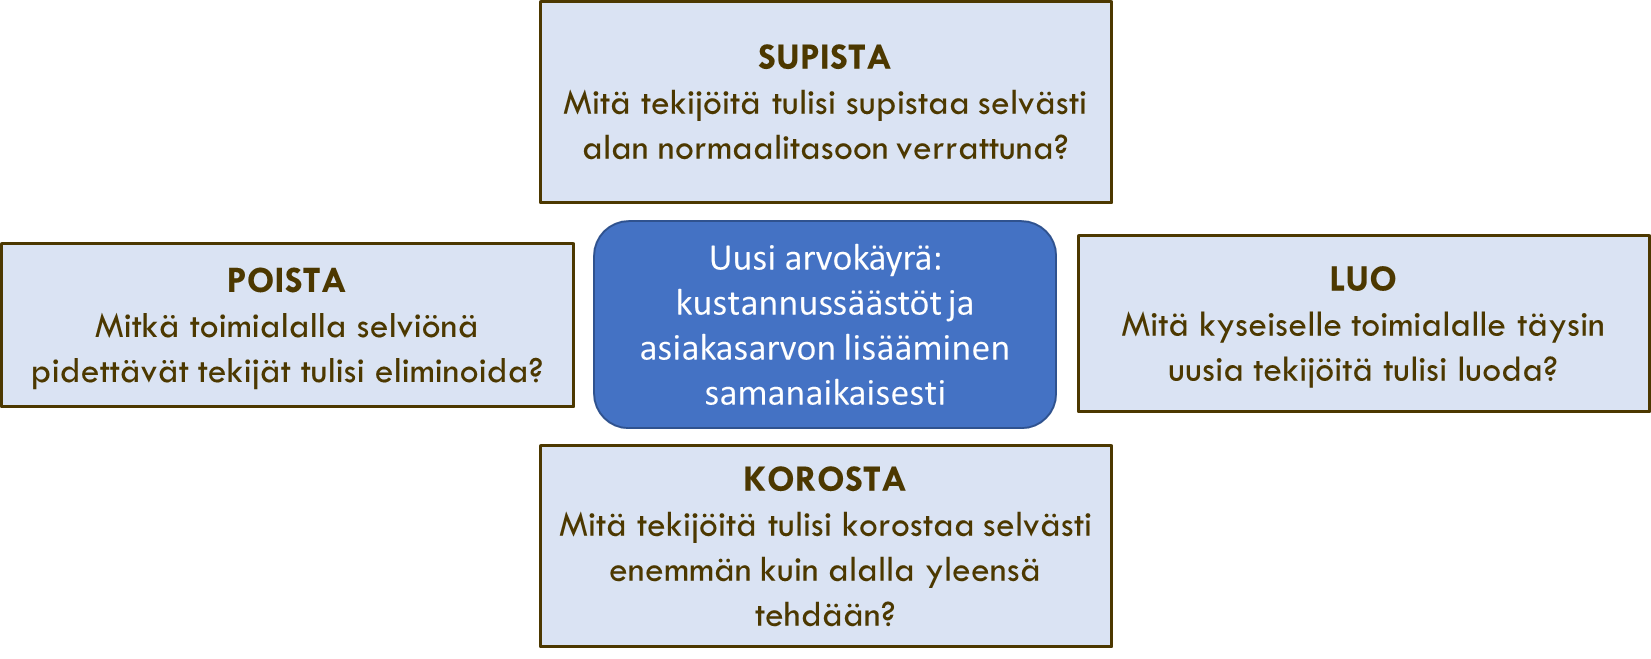 SUPISTA
Mitä tekijöitä tulisi supistaa selvästi
alan normaalitasoon verrattuna?
POISTA
Mitkä toimialalla selviönä
pidettävät tekijät tulisi eliminoida?
Uusi arvokäyrä:
kustannussäästöt ja
asiakasarvon lisääminen
samanaikaisesti
LUO
Mitä kyseiselle toimialalle täysin
uusia tekijöitä tulisi luoda?
KOROSTA
Mitä tekijöitä tulisi korostaa selvästi
enemmän kuin alalla yleensä
tehdään?